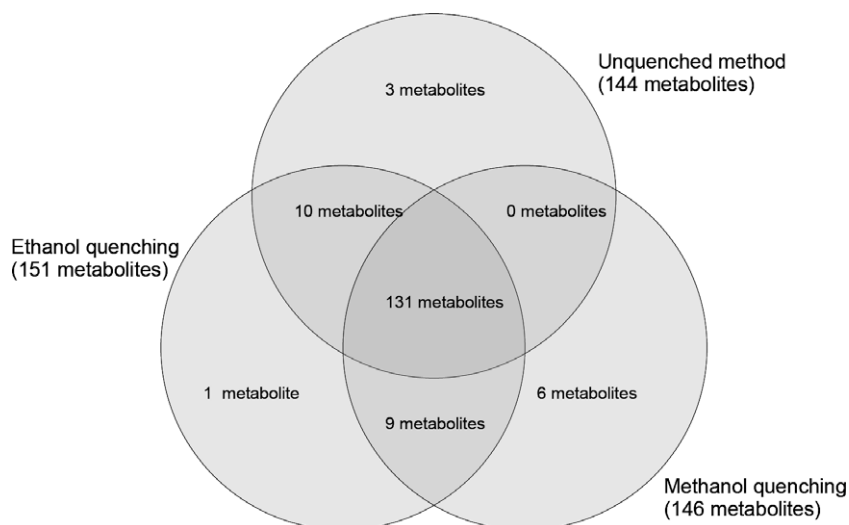 Unquenched method
(144 metabolites)
3 metabolites
10 metabolites
0 metabolites
Ethanol quenching
(151 metabolites)
131 metabolites
1 metabolite
6 metabolites
9 metabolites
Methanol quenching
(146 metabolites)